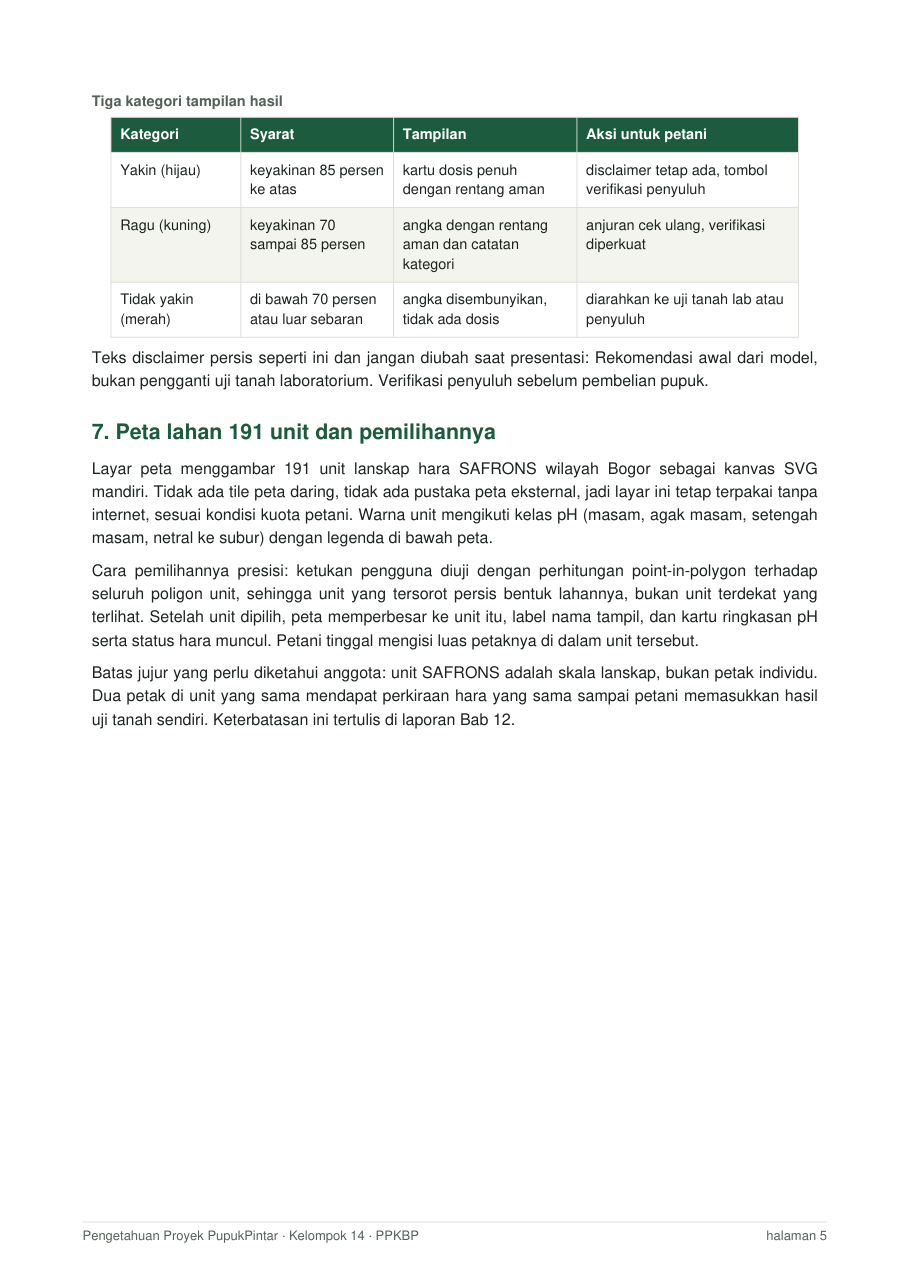 Tiga kategori tampilan hasil
Kategori Syarat Tampilan Aksi untuk petani
Yakin (hijau) keyakinan 85 persen ke atas kartu dosis penuh dengan rentang aman disclaimer tetap ada, tombol verifikasi penyuluh
Ragu (kuning) keyakinan 70 sampai 85 persen angka dengan rentang aman dan catatan kategori anjuran cek ulang, verifikasi diperkuat
Tidak yakin (merah) di bawah 70 persen atau luar sebaran angka disembunyikan, tidak ada dosis diarahkan ke uji tanah lab atau penyuluh
Teks disclaimer persis seperti ini dan jangan diubah saat presentasi: Rekomendasi awal dari model,
bukan pengganti uji tanah laboratorium. Verifikasi penyuluh sebelum pembelian pupuk.
7. Peta lahan 191 unit dan pemilihannya
Layar peta menggambar 191 unit lanskap hara SAFRONS wilayah Bogor sebagai kanvas SVG
mandiri. Tidak ada tile peta daring, tidak ada pustaka peta eksternal, jadi layar ini tetap terpakai tanpa
internet, sesuai kondisi kuota petani. Warna unit mengikuti kelas pH (masam, agak masam, setengah
masam, netral ke subur) dengan legenda di bawah peta.
Cara pemilihannya presisi: ketukan pengguna diuji dengan perhitungan point-in-polygon terhadap
seluruh poligon unit, sehingga unit yang tersorot persis bentuk lahannya, bukan unit terdekat yang
terlihat. Setelah unit dipilih, peta memperbesar ke unit itu, label nama tampil, dan kartu ringkasan pH
serta status hara muncul. Petani tinggal mengisi luas petaknya di dalam unit tersebut.
Batas jujur yang perlu diketahui anggota: unit SAFRONS adalah skala lanskap, bukan petak individu.
Dua petak di unit yang sama mendapat perkiraan hara yang sama sampai petani memasukkan hasil
uji tanah sendiri. Keterbatasan ini tertulis di laporan Bab 12.
Pengetahuan Proyek PupukPintar · Kelompok 14 · PPKBP halaman 5